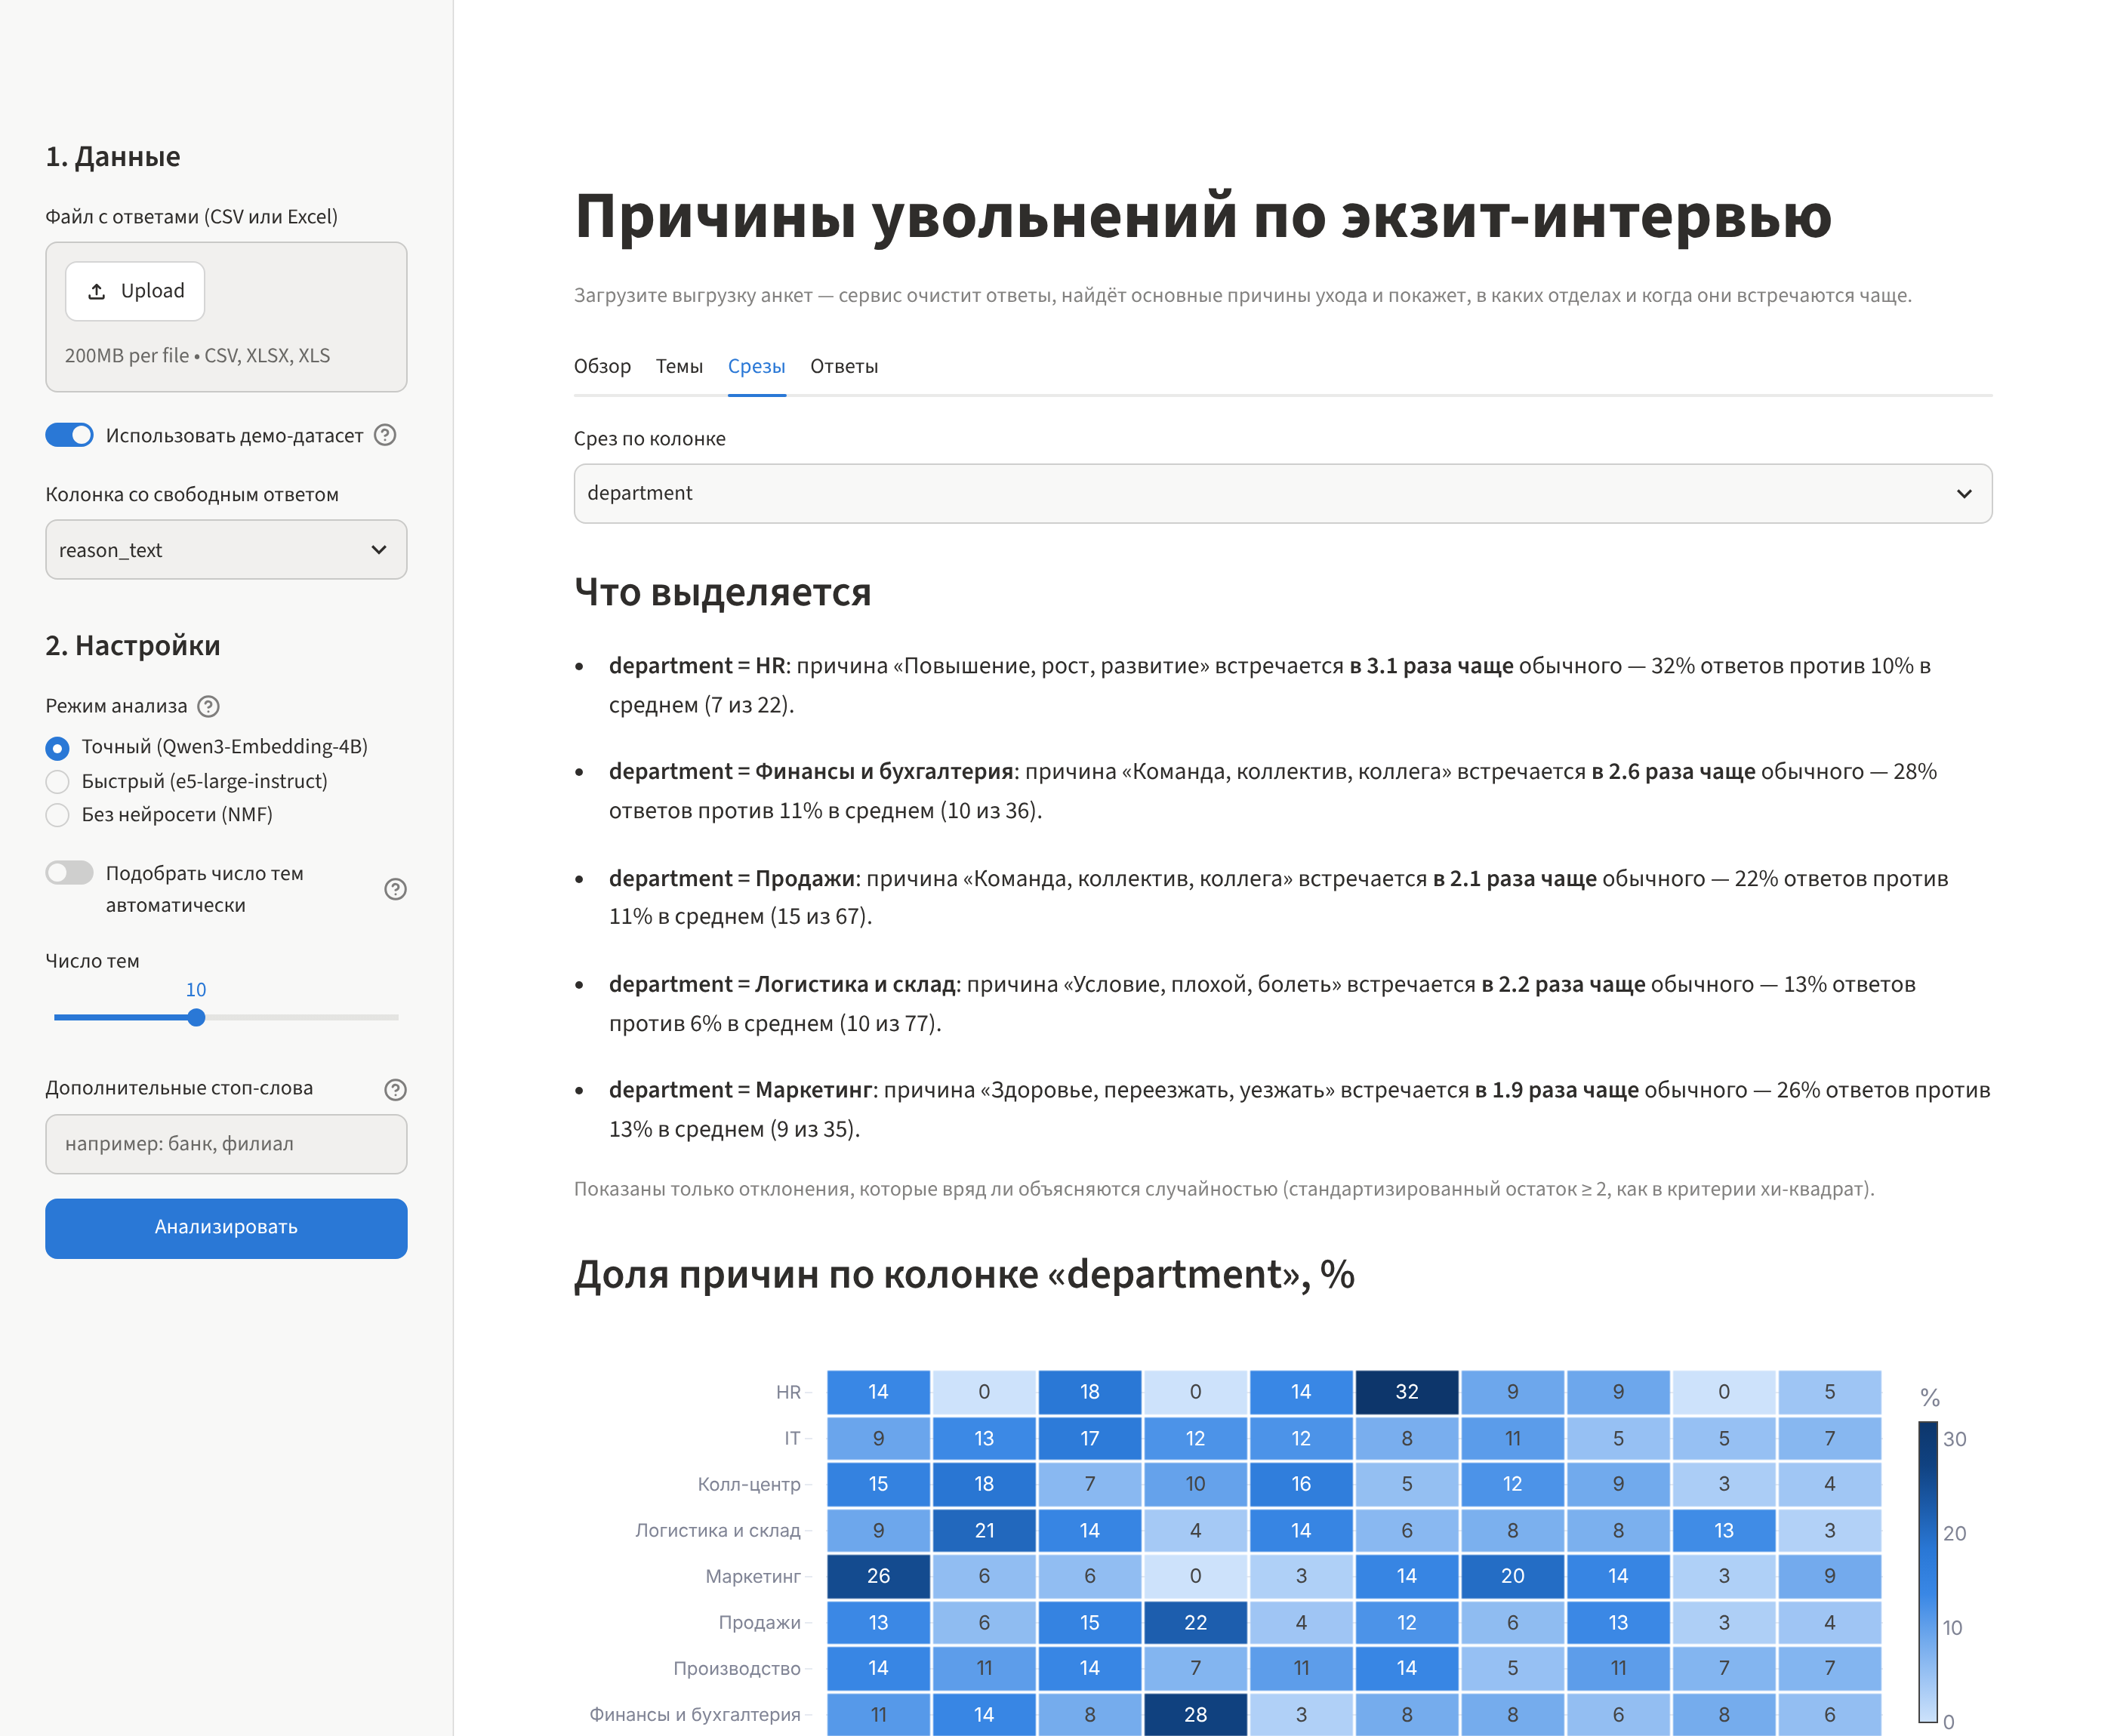 1. Данные
Файл с ответами (CSV или Excel)
Upload
200MB per file • CSV, XLSX, XLS
Использовать демо-датасет
Колонка со свободным ответом
reason_text
2. Настройки
Режим анализа
Точный (Qwen3-Embedding-4B)
Быстрый (e5-large-instruct)
Без нейросети (NMF)
Подобрать число тем
автоматически
Число тем
10
Дополнительные стоп-слова
например: банк, филиал
Анализировать
Причины увольнений по экзит-интервью
Загрузите выгрузку анкет — сервис очистит ответы, найдёт основные причины ухода и покажет, в каких отделах и когда они встречаются чаще.
Обзор Темы Срезы Ответы
Срез по колонке
department
Что выделяется
• department = HR: причина «Повышение, рост, развитие» встречается в 3.1 раза чаще обычного — 32% ответов против 10% в
среднем (7 из 22).
• department = Финансы и бухгалтерия: причина «Команда, коллектив, коллега» встречается в 2.6 раза чаще обычного — 28%
ответов против 11% в среднем (10 из 36).
• department = Продажи: причина «Команда, коллектив, коллега» встречается в 2.1 раза чаще обычного — 22% ответов против
11% в среднем (15 из 67).
• department = Логистика и склад: причина «Условие, плохой, болеть» встречается в 2.2 раза чаще обычного — 13% ответов
против 6% в среднем (10 из 77).
• department = Маркетинг: причина «Здоровье, переезжать, уезжать» встречается в 1.9 раза чаще обычного — 26% ответов против
13% в среднем (9 из 35).
Показаны только отклонения, которые вряд ли объясняются случайностью (стандартизированный остаток ≥ 2, как в критерии хи-квадрат).
Доля причин по колонке «department», %
HR 14 0 18 0 14 32 9 9 0 5
IT 9 13 17 12 12 8 11 5 5 7
Колл-центр 15 18 7 10 16 5 12 9 3 4
Логистика и склад 9 21 14 4 14 6 8 8 13 3
Маркетинг 26 6 6 0 3 14 20 14 3 9
Продажи 13 6 15 22 4 12 6 13 3 4
Производство 14 11 14 7 11 14 5 11 7 7
Финансы и бухгалтерия 11 14 8 28 3 8 8 6 8 6
%
30
20
10
0